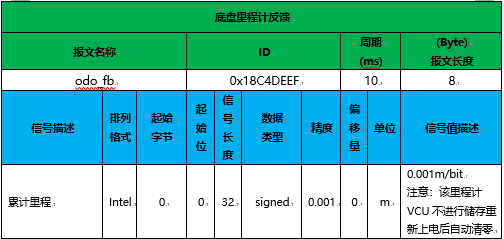 底盘里程计反馈
报文名称 ID 周期(ms) (Byte)报文长度
odo_fb 0x18C4DEEF 10 8
信号描述 排列格式 起始字节 起始位 信号长度 数据类型 精度 偏移量 单位 信号值描述
累计里程 Intel 0 0 32 signed 0.001 0 m 0.001m/bit
注意：该里程计
VCU 不进行储存重
新上电后自动清零